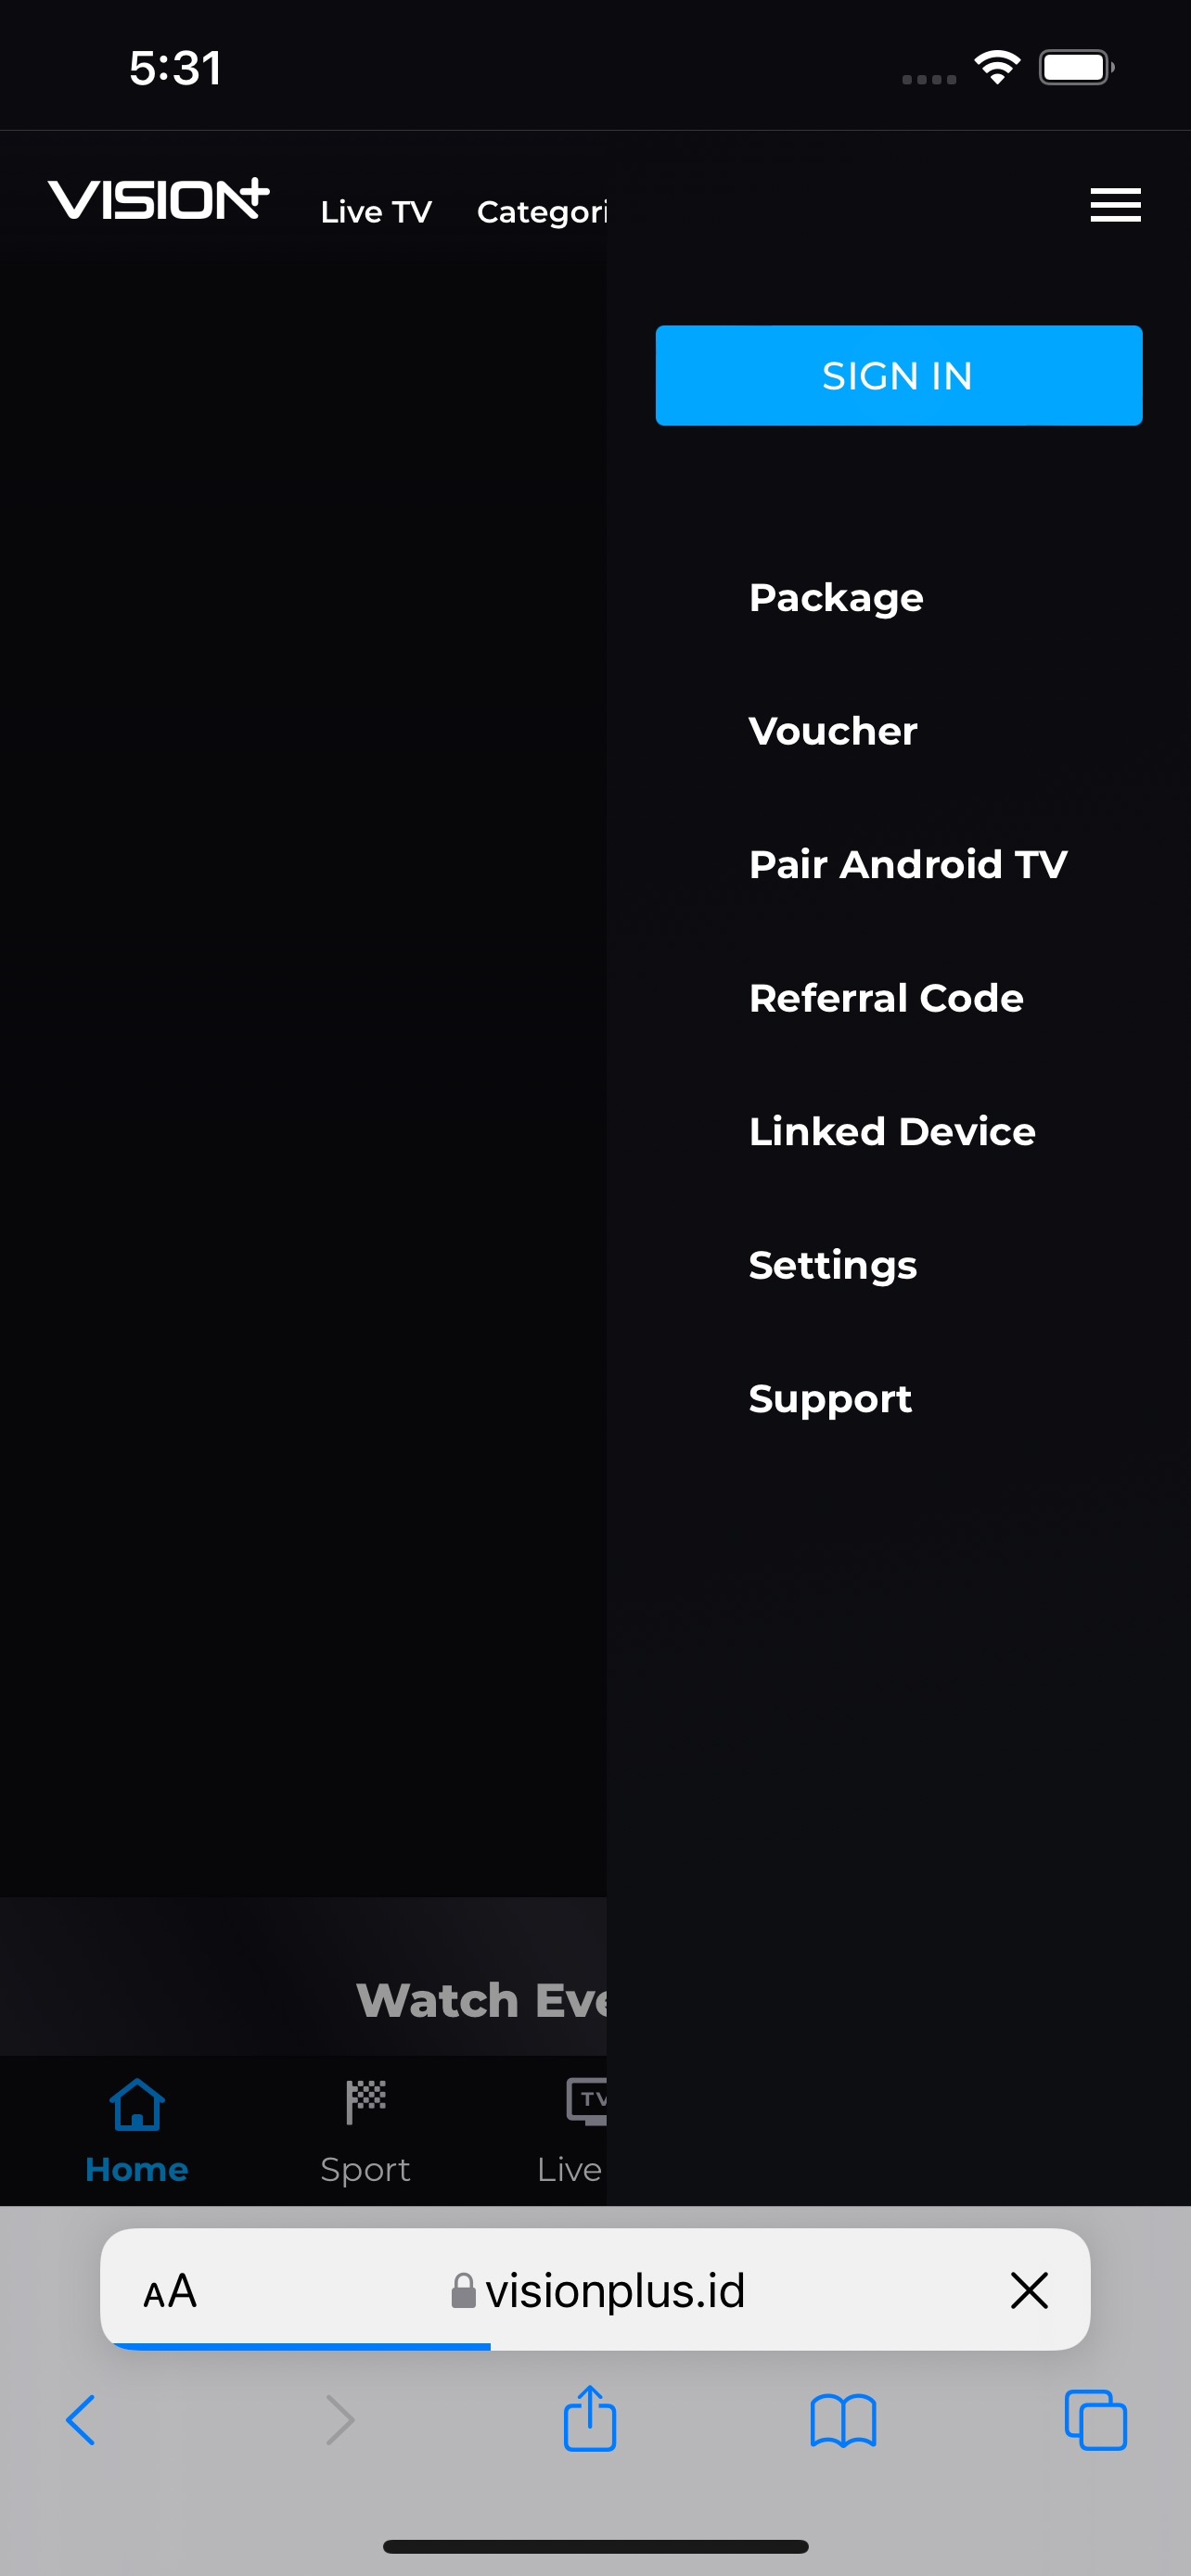 5:31
VISION+ Live TV Categori
SIGN IN
Package
Voucher
Pair Android TV
Referral Code
Linked Device
Settings
Support
Watch Eve
TV
Home Sport Live
AA visionplus.id